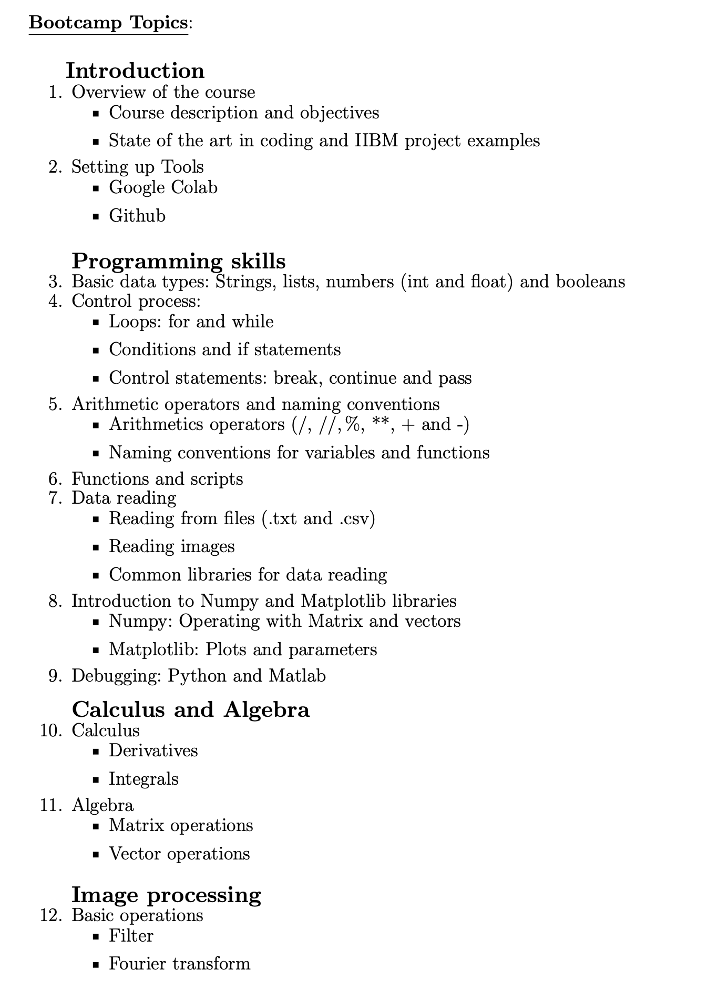 Bootcamp Topics:
Introduction
1. Overview of the course
▪ Course description and objectives
▪ State of the art in coding and IIBM project examples
2. Setting up Tools
▪ Google Colab
▪ Github
Programming skills
3. Basic data types: Strings, lists, numbers (int and float) and booleans
4. Control process:
▪ Loops: for and while
▪ Conditions and if statements
▪ Control statements: break, continue and pass
5. Arithmetic operators and naming conventions
▪ Arithmetics operators (/, //,%, **, + and -)
▪ Naming conventions for variables and functions
6. Functions and scripts
7. Data reading
▪ Reading from files (.txt and .csv)
▪ Reading images
▪ Common libraries for data reading
8. Introduction to Numpy and Matplotlib libraries
▪ Numpy: Operating with Matrix and vectors
▪ Matplotlib: Plots and parameters
9. Debugging: Python and Matlab
Calculus and Algebra
10. Calculus
▪ Derivatives
▪ Integrals
11. Algebra
▪ Matrix operations
▪ Vector operations
Image processing
12. Basic operations
▪ Filter
▪ Fourier transform